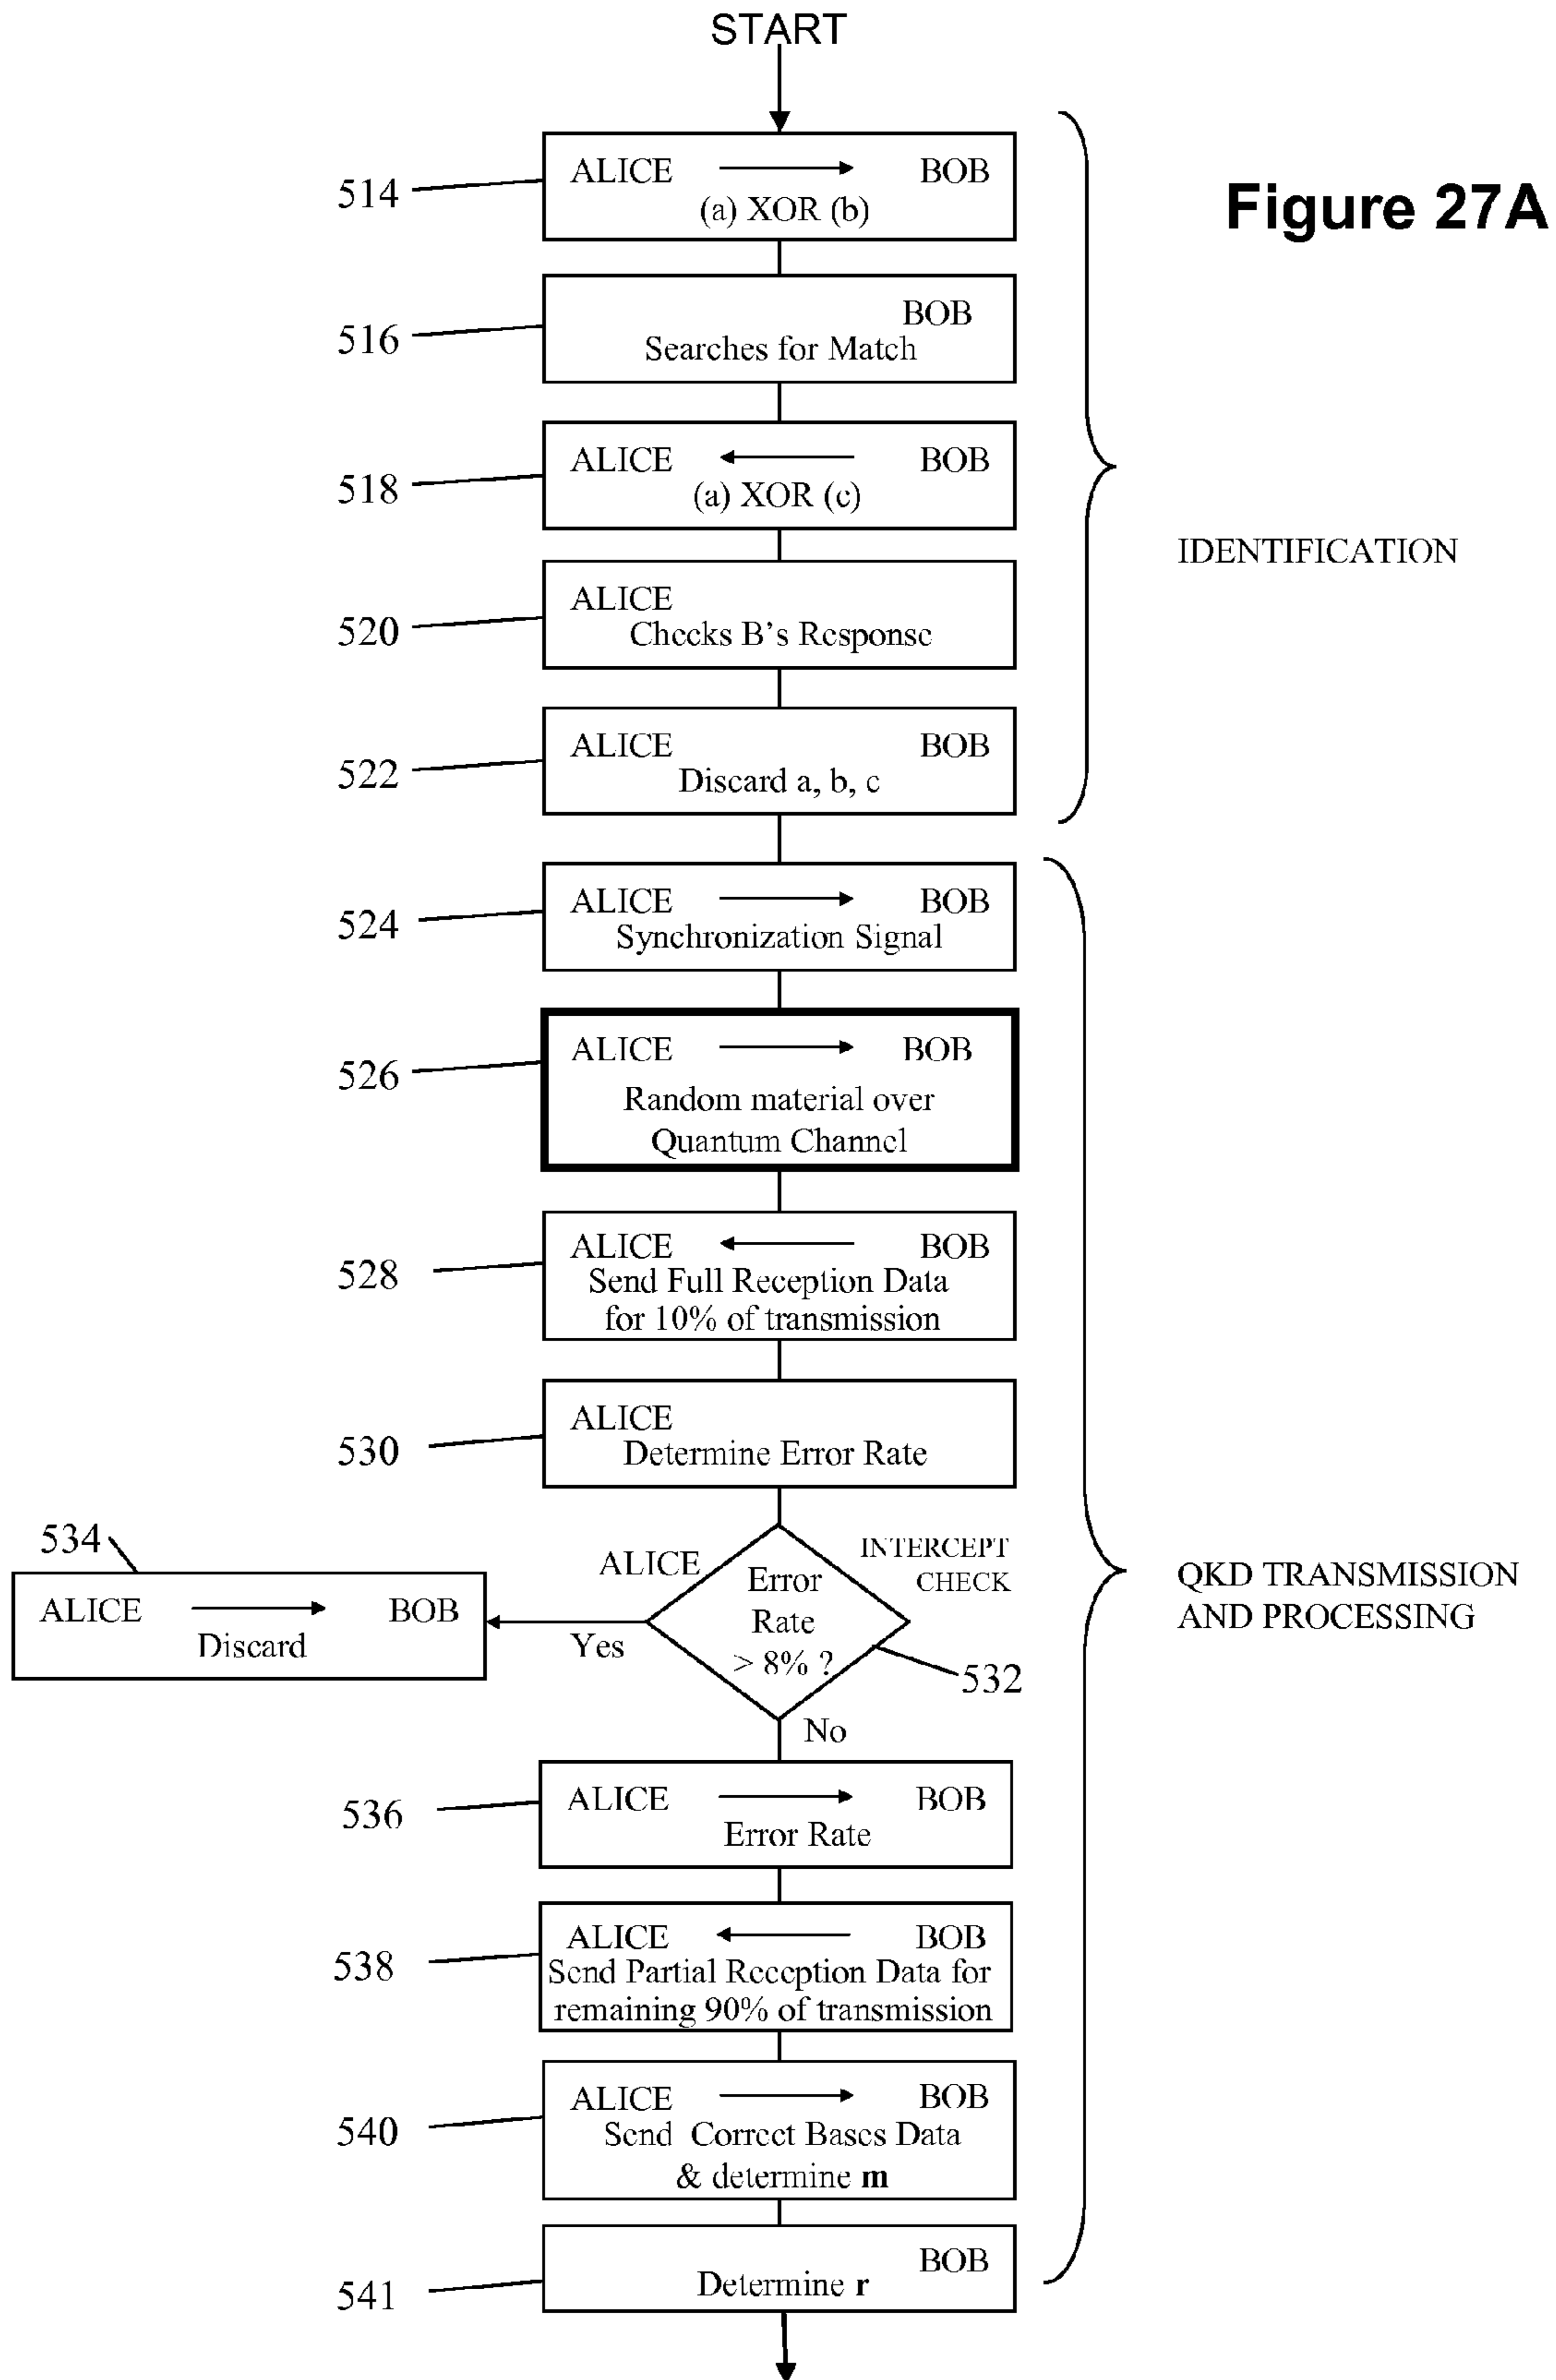 START
Figure 27A
514
ALICE BOB
(a) XOR (b)
516
BOB
Searches for Match
518
ALICE BOB
(a) XOR (c)
IDENTIFICATION
520
ALICE
Checks B's Response
522
ALICE BOB
Discard a, b, c
524
ALICE BOB
Synchronization Signal
526
ALICE BOB
Random material over
Quantum Channel
528
ALICE BOB
Send Full Reception Data
for 10% of transmission
530
ALICE
Determine Error Rate
534
ALICE BOB
Discard
Yes
ALICE
INTERCEPT
CHECK
Error
Rate
> 8% ?
532
No
QKD TRANSMISSION
AND PROCESSING
536
ALICE BOB
Error Rate
538
ALICE BOB
Send Partial Reception Data for
remaining 90% of transmission
540
ALICE BOB
Send Correct Bases Data
& determine m
541
BOB
Determine r